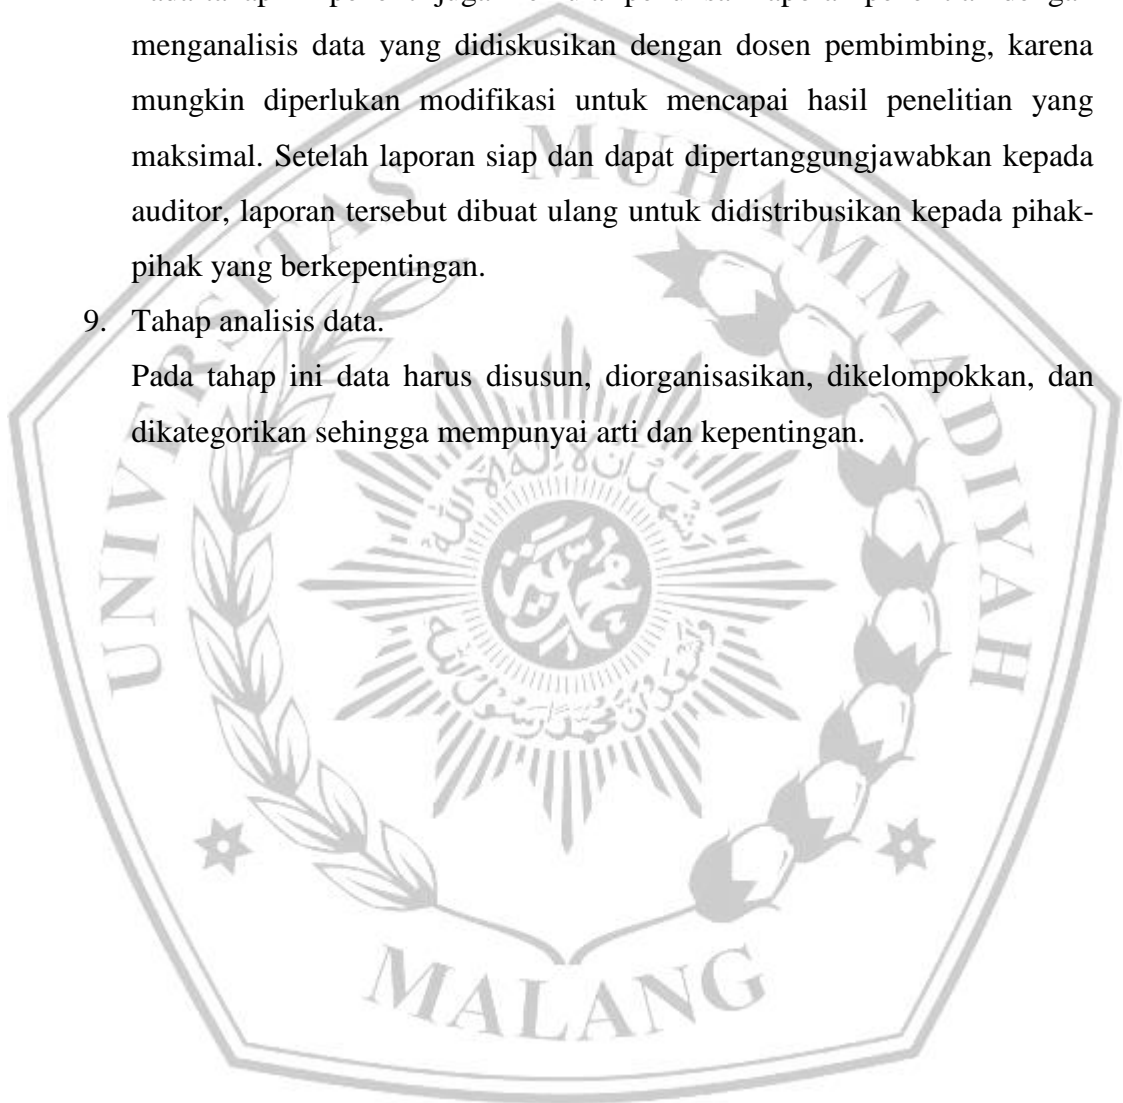 menganalisis data yang didiskusikan dengan dosen pembimbing, karena
mungkin diperlukan modifikasi untuk mencapai hasil penelitian yang
maksimal. Setelah laporan siap dan dapat dipertanggungjawabkan kepada
auditor, laporan tersebut dibuat ulang untuk didistribusikan kepada pihak-
pihak yang berkepentingan.
9. Tahap analisis data.
Pada tahap ini data harus disusun, diorganisasikan, dikelompokkan, dan
dikategorikan sehingga mempunyai arti dan kepentingan.
UNIVERSITAS MUHAMMADIYAH
MALANG